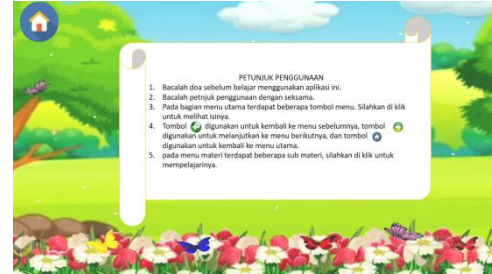 PETUNJUK PENGGUNAAN
1. Bacalah doa sebelum belajar menggunakan aplikasi ini.
2. Bacalah petnjuk penggunaan dengan seksama.
3. Pada bagian menu utama terdapat beberapa tombol menu. Silahkan di klik
untuk melihat isinya.
4. Tombol digunakan untuk kembali ke menu sebelumnya, tombol
digunakan untuk melanjutkan ke menu berikutnya, dan tombol
digunakan untuk kembali ke menu utama.
5. pada menu materi terdapat beberapa sub materi, silahkan di klik untuk
mempelajarinya.